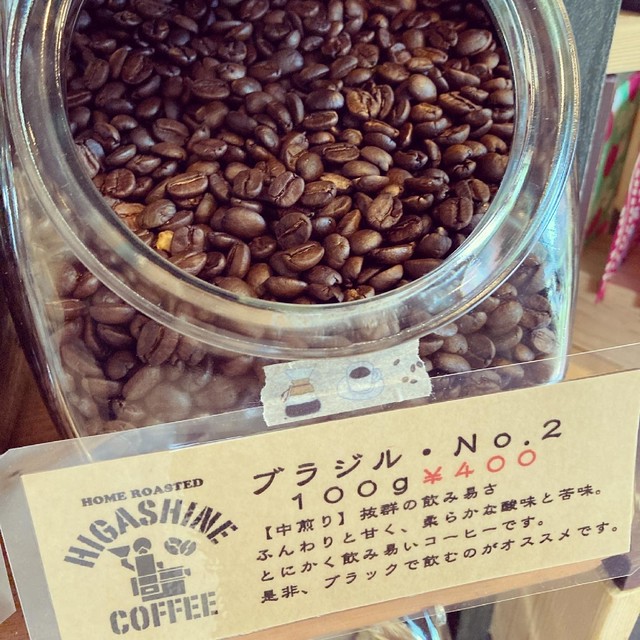 HOME ROASTED
HIGASHINE
COFFEE
ブラジル・No.2
100g ¥400
【中煎り】抜群の飲み易さ
ふんわりと甘く、柔らかな酸味と苦味。
とにかく飲み易いコーヒーです。
是非、ブラックで飲むのがオススメです。